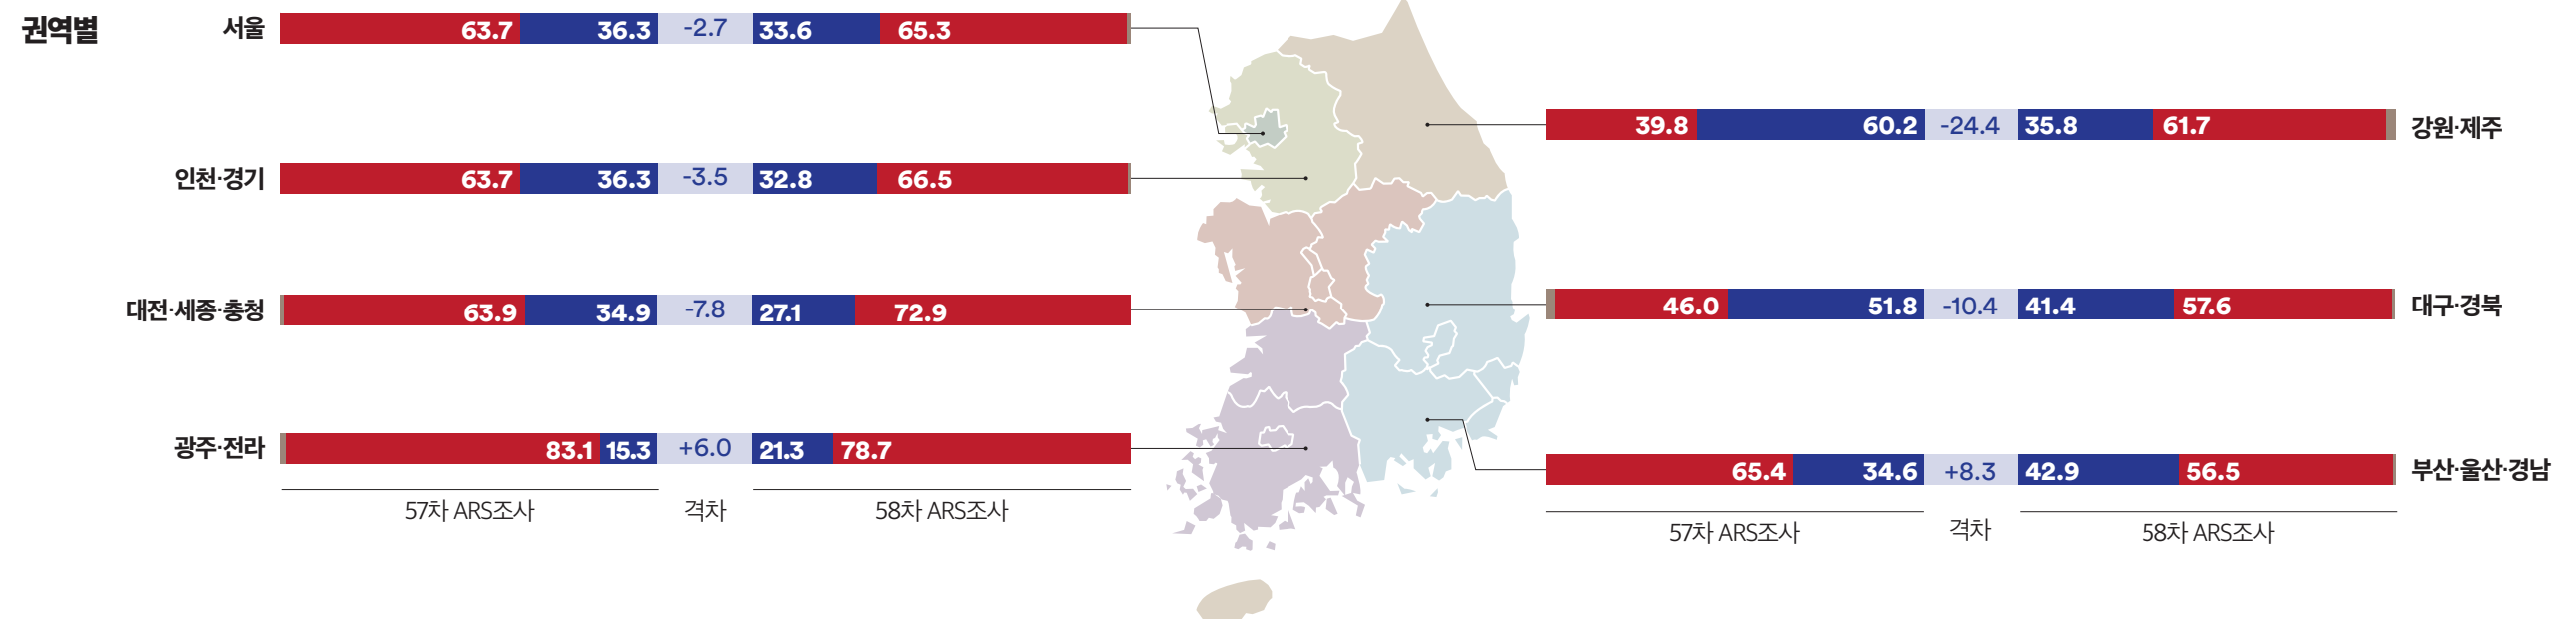 권역별
서울 63.7 36.3 -2.7 33.6 65.3
인천·경기 63.7 36.3 -3.5 32.8 66.5
대전·세종·충청 63.9 34.9 -7.8 27.1 72.9
광주·전라 83.1 15.3 +6.0 21.3 78.7
57차 ARS조사 격차 58차 ARS조사
39.8 60.2 -24.4 35.8 61.7 강원·제주
46.0 51.8 -10.4 41.4 57.6 대구·경북
65.4 34.6 +8.3 42.9 56.5 부산·울산·경남
57차 ARS조사 격차 58차 ARS조사